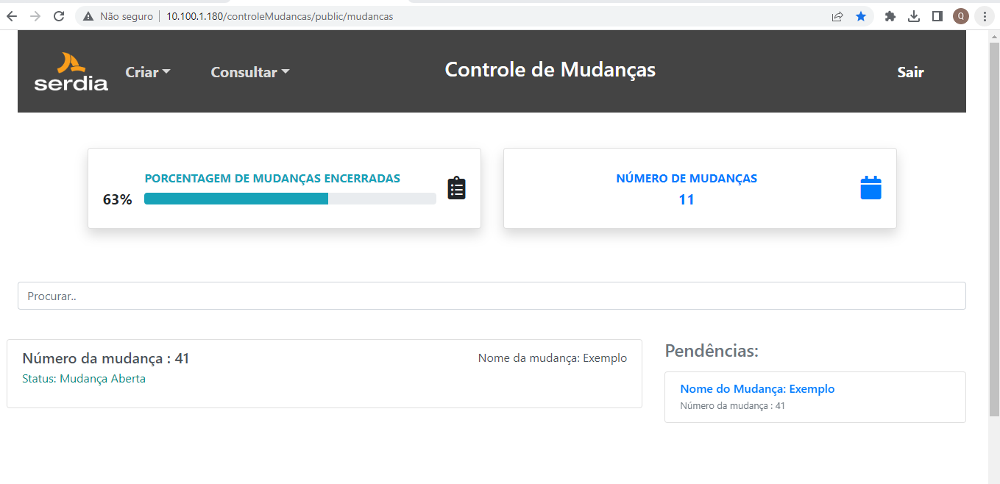 Não seguro 10.100.1.180/controleMudancas/public/mudancas Q
serdia Criar Consultar Controle de Mudanças Sair
PORCENTAGEM DE MUDANÇAS ENCERRADAS
63%
NÚMERO DE MUDANÇAS
11
Procurar..
Número da mudança : 41 Nome da mudança: Exemplo
Status: Mudança Aberta
Pendências:
Nome do Mudança: Exemplo
Número da mudança : 41